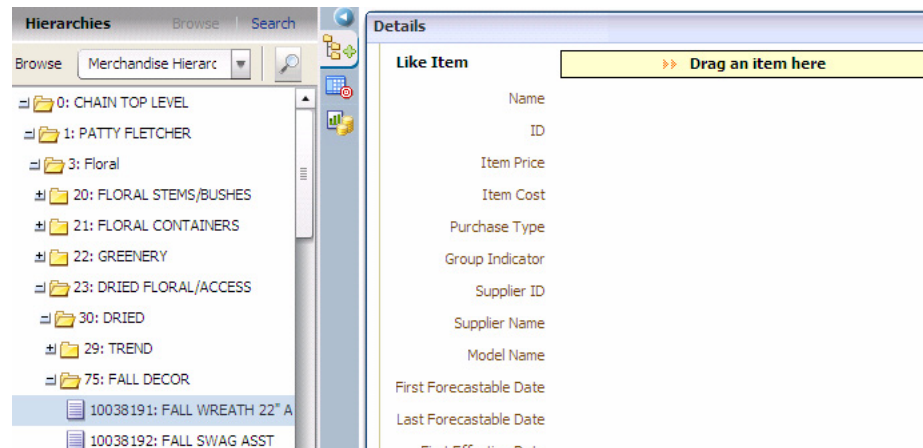 Hierarchies Browse Search
Browse Merchandise Hierarc
0: CHAIN TOP LEVEL
1: PATTY FLETCHER
3: Floral
20: FLORAL STEMS/BUSHES
21: FLORAL CONTAINERS
22: GREENERY
23: DRIED FLORAL/ACCESS
30: DRIED
29: TREND
75: FALL DECOR
10038191: FALL WREATH 22" A
10038192: FALL SWAG ASST
Details
Like Item
Drag an item here
Name
ID
Item Price
Item Cost
Purchase Type
Group Indicator
Supplier ID
Supplier Name
Model Name
First Forecastable Date
Last Forecastable Date